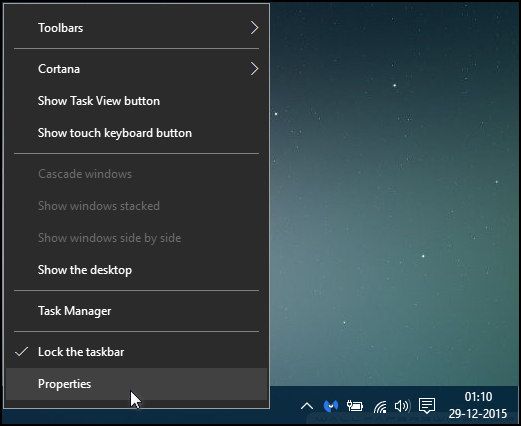 Toolbars
Cortana
Show Task View button
Show touch keyboard button
Cascade windows
Show windows stacked
Show windows side by side
Show the desktop
Task Manager
Lock the taskbar
Properties
01:10
29-12-2015